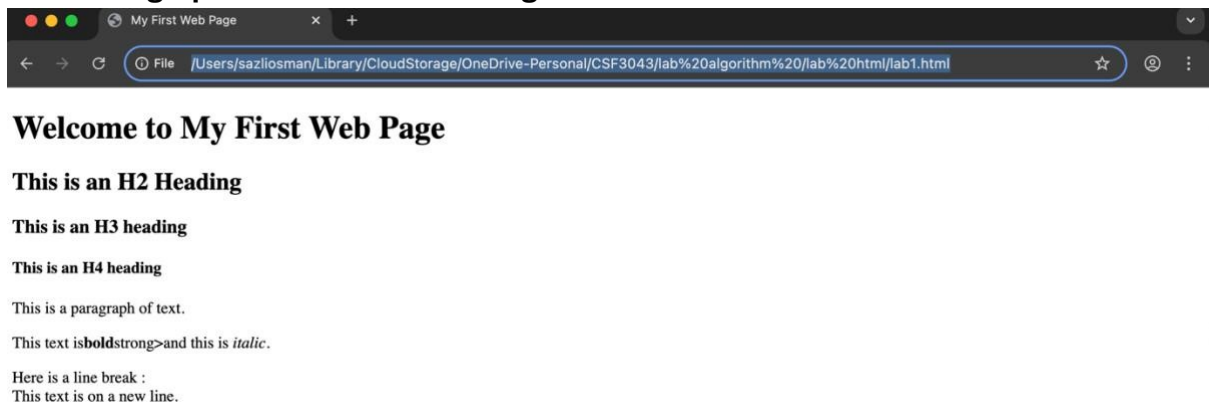 My First Web Page
File /Users/sazliosman/Library/CloudStorage/OneDrive-Personal/CSF3043/lab%20algorithm%20/lab%20html/lab1.html
Welcome to My First Web Page
This is an H2 Heading
This is an H3 heading
This is an H4 heading
This is a paragraph of text.
This text isboldstrong>and this is italic.
Here is a line break :
This text is on a new line.